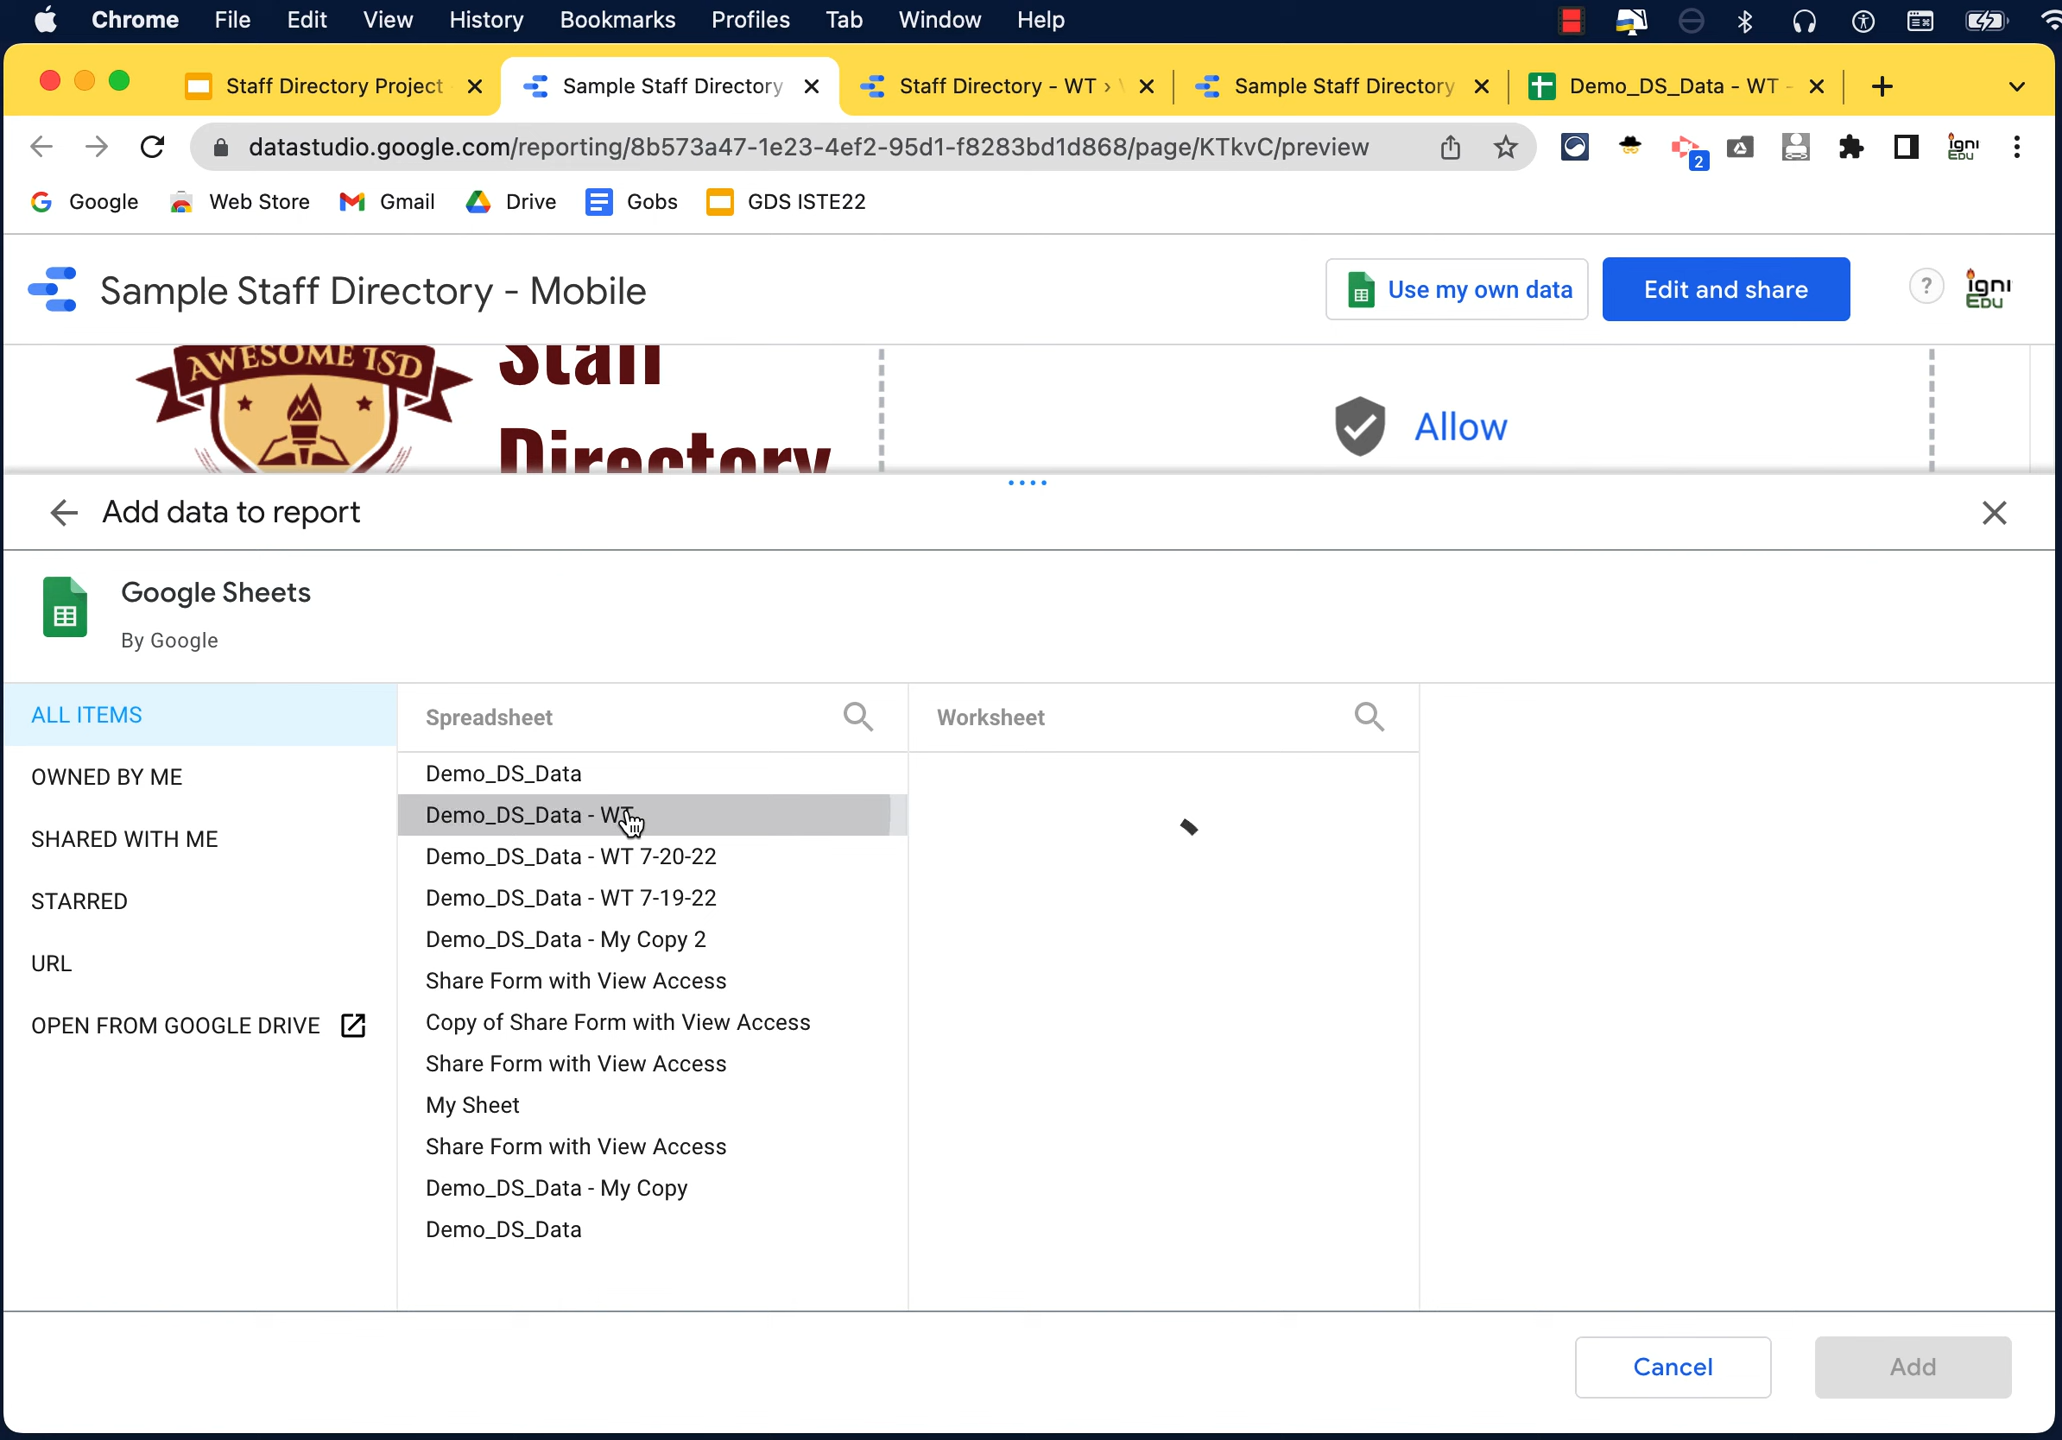 Chrome File Edit View History Bookmarks Profiles Tab Window Help
Staff Directory Project Sample Staff Directory Staff Directory - WT › Sample Staff Directory Demo_DS_Data - WT -
datastudio.google.com/reporting/8b573a47-1e23-4ef2-95d1-f8283bd1d868/page/KTkvC/preview 2 igni EDU
Google Web Store Gmail Drive Gobs GDS ISTE22
Sample Staff Directory - Mobile Use my own data Edit and share ? igni EDU
AWESOME ISD Staff Allow
Directory
Add data to report
Google Sheets
By Google
ALL ITEMS Spreadsheet Worksheet
Demo_DS_Data
OWNED BY ME
Demo_DS_Data - WT
SHARED WITH ME
Demo_DS_Data - WT 7-20-22
STARRED
Demo_DS_Data - WT 7-19-22
Demo_DS_Data - My Copy 2
URL
Share Form with View Access
OPEN FROM GOOGLE DRIVE
Copy of Share Form with View Access
Share Form with View Access
My Sheet
Share Form with View Access
Demo_DS_Data - My Copy
Demo_DS_Data
Cancel Add